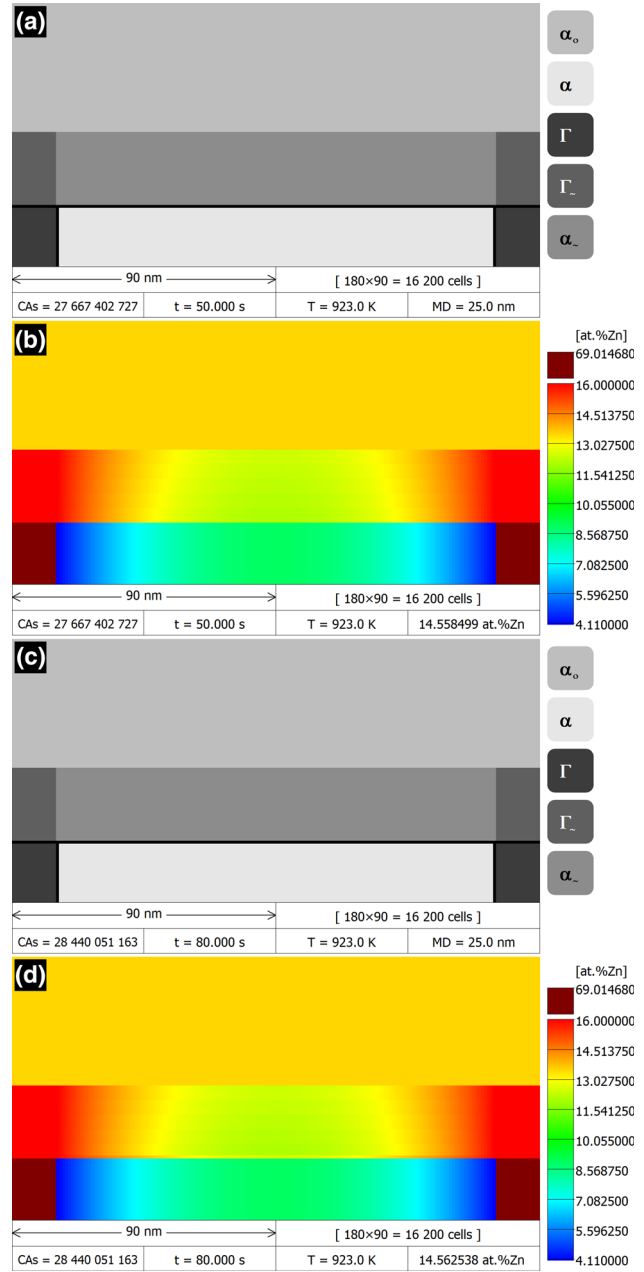 (a)
αₒ
α
Γ
Γ~
α~
90 nm
[ 180×90 = 16 200 cells ]
CAs = 27 667 402 727
t = 50.000 s
T = 923.0 K
MD = 25.0 nm
(b)
[at.%Zn]
69.014680
16.000000
14.513750
13.027500
11.541250
10.055000
8.568750
7.082500
5.596250
4.110000
90 nm
[ 180×90 = 16 200 cells ]
CAs = 27 667 402 727
t = 50.000 s
T = 923.0 K
14.558499 at.%Zn
(c)
αₒ
α
Γ
Γ~
α~
90 nm
[ 180×90 = 16 200 cells ]
CAs = 28 440 051 163
t = 80.000 s
T = 923.0 K
MD = 25.0 nm
(d)
[at.%Zn]
69.014680
16.000000
14.513750
13.027500
11.541250
10.055000
8.568750
7.082500
5.596250
4.110000
90 nm
[ 180×90 = 16 200 cells ]
CAs = 28 440 051 163
t = 80.000 s
T = 923.0 K
14.562538 at.%Zn